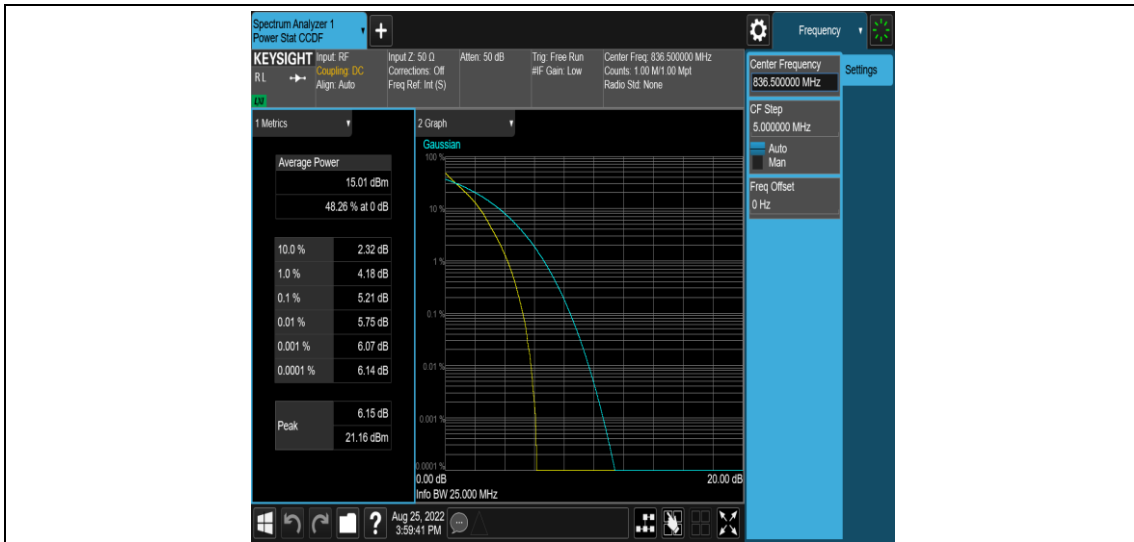 Spectrum Analyzer 1
Power Stat CCDF
+
Frequency
KEYSIGHT
RL
LXI
Input: RF
Coupling: DC
Align: Auto
Input Z: 50 Ω
Corrections: Off
Freq Ref: Int (S)
Atten: 50 dB
Trig: Free Run
#IF Gain: Low
Center Freq: 836.500000 MHz
Counts: 1.00 M/1.00 Mpt
Radio Std: None
Center Frequency
836.500000 MHz
Settings
CF Step
5.000000 MHz
Auto
Man
Freq Offset
0 Hz
1 Metrics
Average Power
15.01 dBm
48.26 % at 0 dB
10.0 % 2.32 dB
1.0 % 4.18 dB
0.1 % 5.21 dB
0.01 % 5.75 dB
0.001 % 6.07 dB
0.0001 % 6.14 dB
Peak
6.15 dB
21.16 dBm
2 Graph
Gaussian
100 %
10 %
1 %
0.1 %
0.01 %
0.001 %
0.0001 %
0.00 dB 20.00 dB
Info BW 25.000 MHz
?
Aug 25, 2022
3:59:41 PM